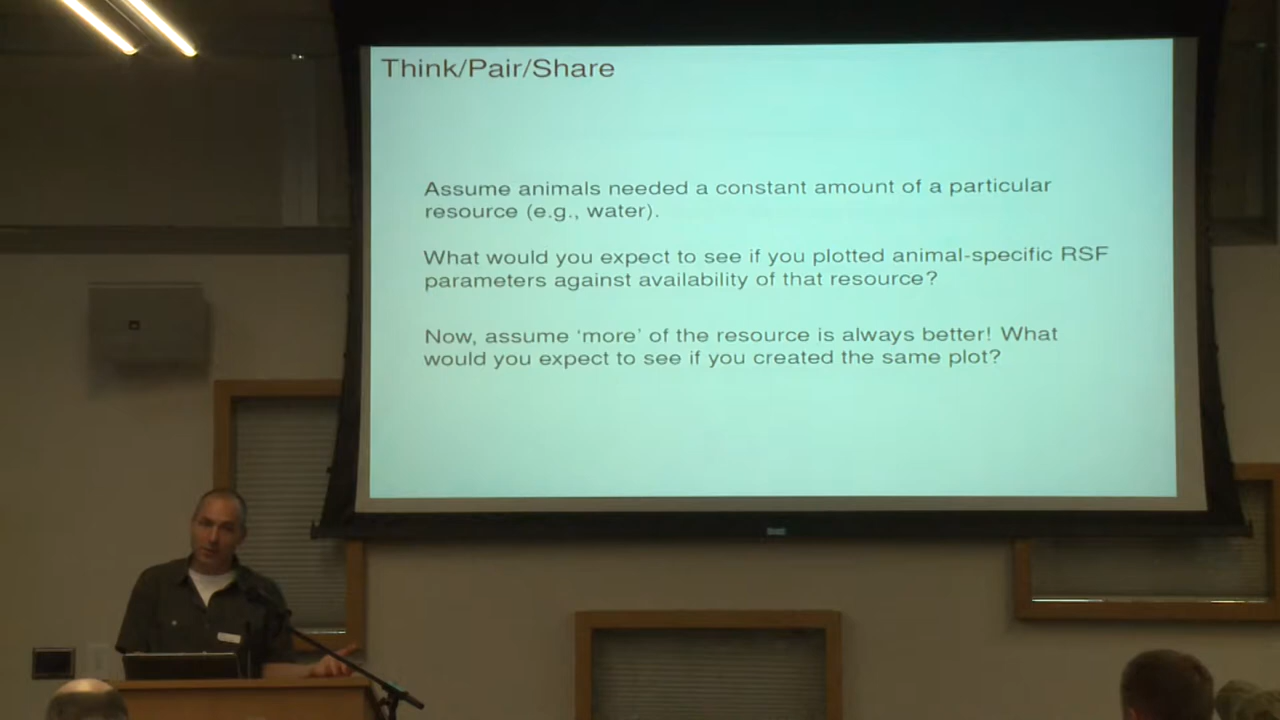 Think/Pair/Share
Assume animals needed a constant amount of a particular
resource (e.g., water).
What would you expect to see if you plotted animal-specific RSF
parameters against availability of that resource?
Now, assume ‘more’ of the resource is always better! What
would you expect to see if you created the same plot?